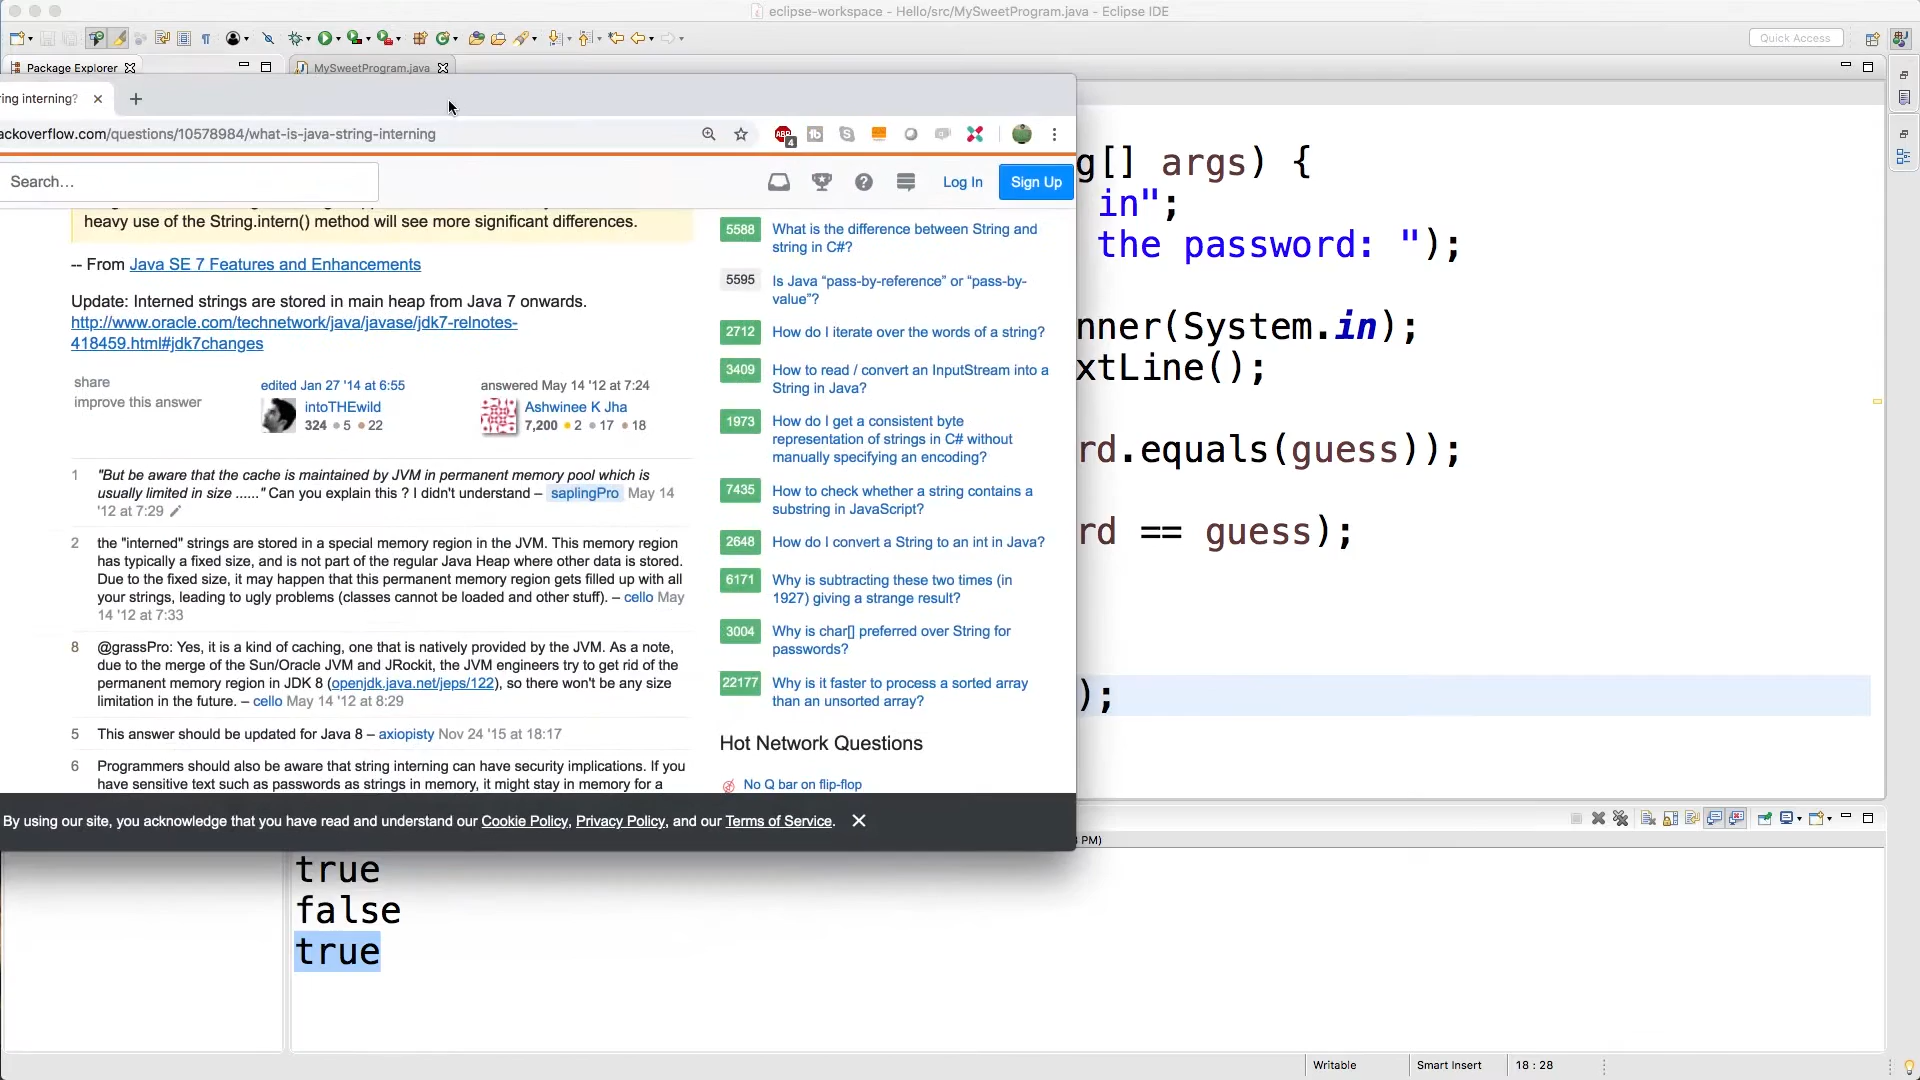 eclipse-workspace - Hello/src/MySweetProgram.java - Eclipse IDE
Quick Access
Package Explorer
MySweetProgram.java
ing interning?
ackoverflow.com/questions/10578984/what-is-java-string-interning
ABP
4
fb
Search…
Log In
Sign Up
heavy use of the String.intern() method will see more significant differences.
-- From Java SE 7 Features and Enhancements
Update: Interned strings are stored in main heap from Java 7 onwards.
http://www.oracle.com/technetwork/java/javase/jdk7-relnotes-
418459.html#jdk7changes
share
improve this answer
edited Jan 27 '14 at 6:55
intoTHEwild
324 5 22
answered May 14 '12 at 7:24
Ashwinee K Jha
7,200 2 17 18
1 "But be aware that the cache is maintained by JVM in permanent memory pool which is
usually limited in size ......" Can you explain this ? I didn't understand – saplingPro May 14
'12 at 7:29
2 the "interned" strings are stored in a special memory region in the JVM. This memory region
has typically a fixed size, and is not part of the regular Java Heap where other data is stored.
Due to the fixed size, it may happen that this permanent memory region gets filled up with all
your strings, leading to ugly problems (classes cannot be loaded and other stuff). – cello May
14 '12 at 7:33
8 @grassPro: Yes, it is a kind of caching, one that is natively provided by the JVM. As a note,
due to the merge of the Sun/Oracle JVM and JRockit, the JVM engineers try to get rid of the
permanent memory region in JDK 8 (openjdk.java.net/jeps/122), so there won't be any size
limitation in the future. – cello May 14 '12 at 8:29
5 This answer should be updated for Java 8 – axiopisty Nov 24 '15 at 18:17
6 Programmers should also be aware that string interning can have security implications. If you
have sensitive text such as passwords as strings in memory, it might stay in memory for a
5588 What is the difference between String and
string in C#?
5595 Is Java “pass-by-reference” or “pass-by-
value”?
2712 How do I iterate over the words of a string?
3409 How to read / convert an InputStream into a
String in Java?
1973 How do I get a consistent byte
representation of strings in C# without
manually specifying an encoding?
7435 How to check whether a string contains a
substring in JavaScript?
2648 How do I convert a String to an int in Java?
6171 Why is subtracting these two times (in
1927) giving a strange result?
3004 Why is char[] preferred over String for
passwords?
22177 Why is it faster to process a sorted array
than an unsorted array?
Hot Network Questions
No Q bar on flip-flop
By using our site, you acknowledge that you have read and understand our Cookie Policy, Privacy Policy, and our Terms of Service.
g[] args) {
in";
the password: ");
nner(System.in);
xtLine();
rd.equals(guess));
rd == guess);
);
PM)
true
false
true
Writable
Smart Insert
18 : 28